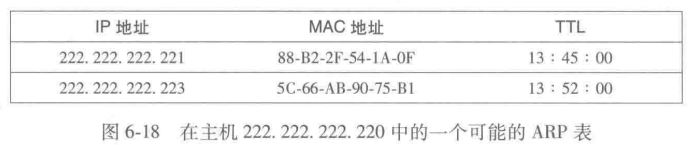 IP 地址 MAC 地址 TTL
222. 222. 222. 221 88-B2-2F-54-1A-0F 13：45：00
222. 222. 222. 223 5C-66-AB-90-75-B1 13：52：00
图 6-18 在主机 222. 222. 222. 220 中的一个可能的 ARP 表